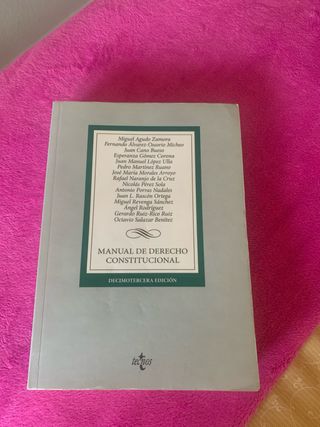 Miguel Agudo Zamora
Fernando Álvarez-Ossorio Micheo
Juan Cano Bueso
Esperanza Gómez Corona
Juan Manuel López Ulla
Pedro Martínez Ruano
José María Morales Arroyo
Rafael Naranjo de la Cruz
Nicolás Pérez Sola
Antonio Porras Nadales
Juan L. Rascón Ortega
Miguel Revenga Sánchez
Ángel Rodríguez
Gerardo Ruiz-Rico Ruiz
Octavio Salazar Benítez
MANUAL DE DERECHO
CONSTITUCIONAL
DECIMOTERCERA EDICIÓN
tecnos